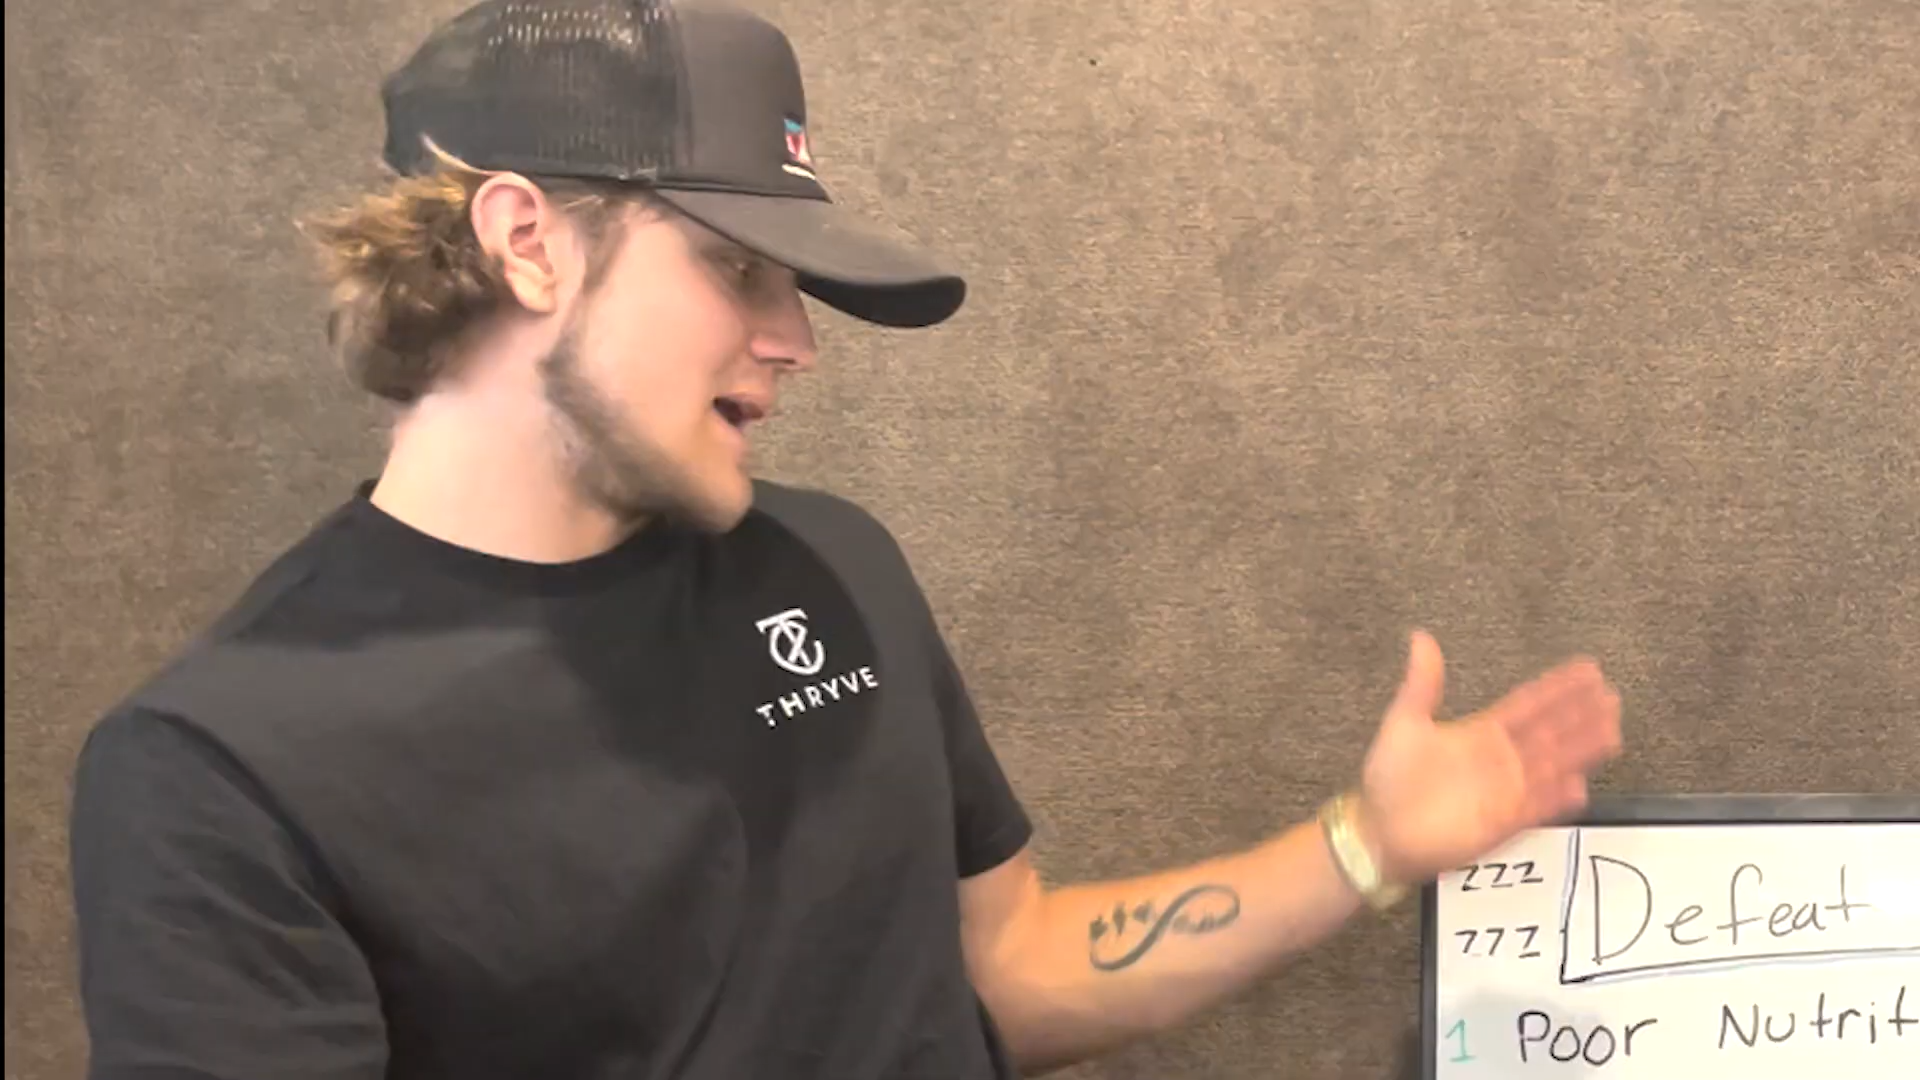 THRYVE
ZZZ
ZZZ
Defeat
1 Poor Nutrit